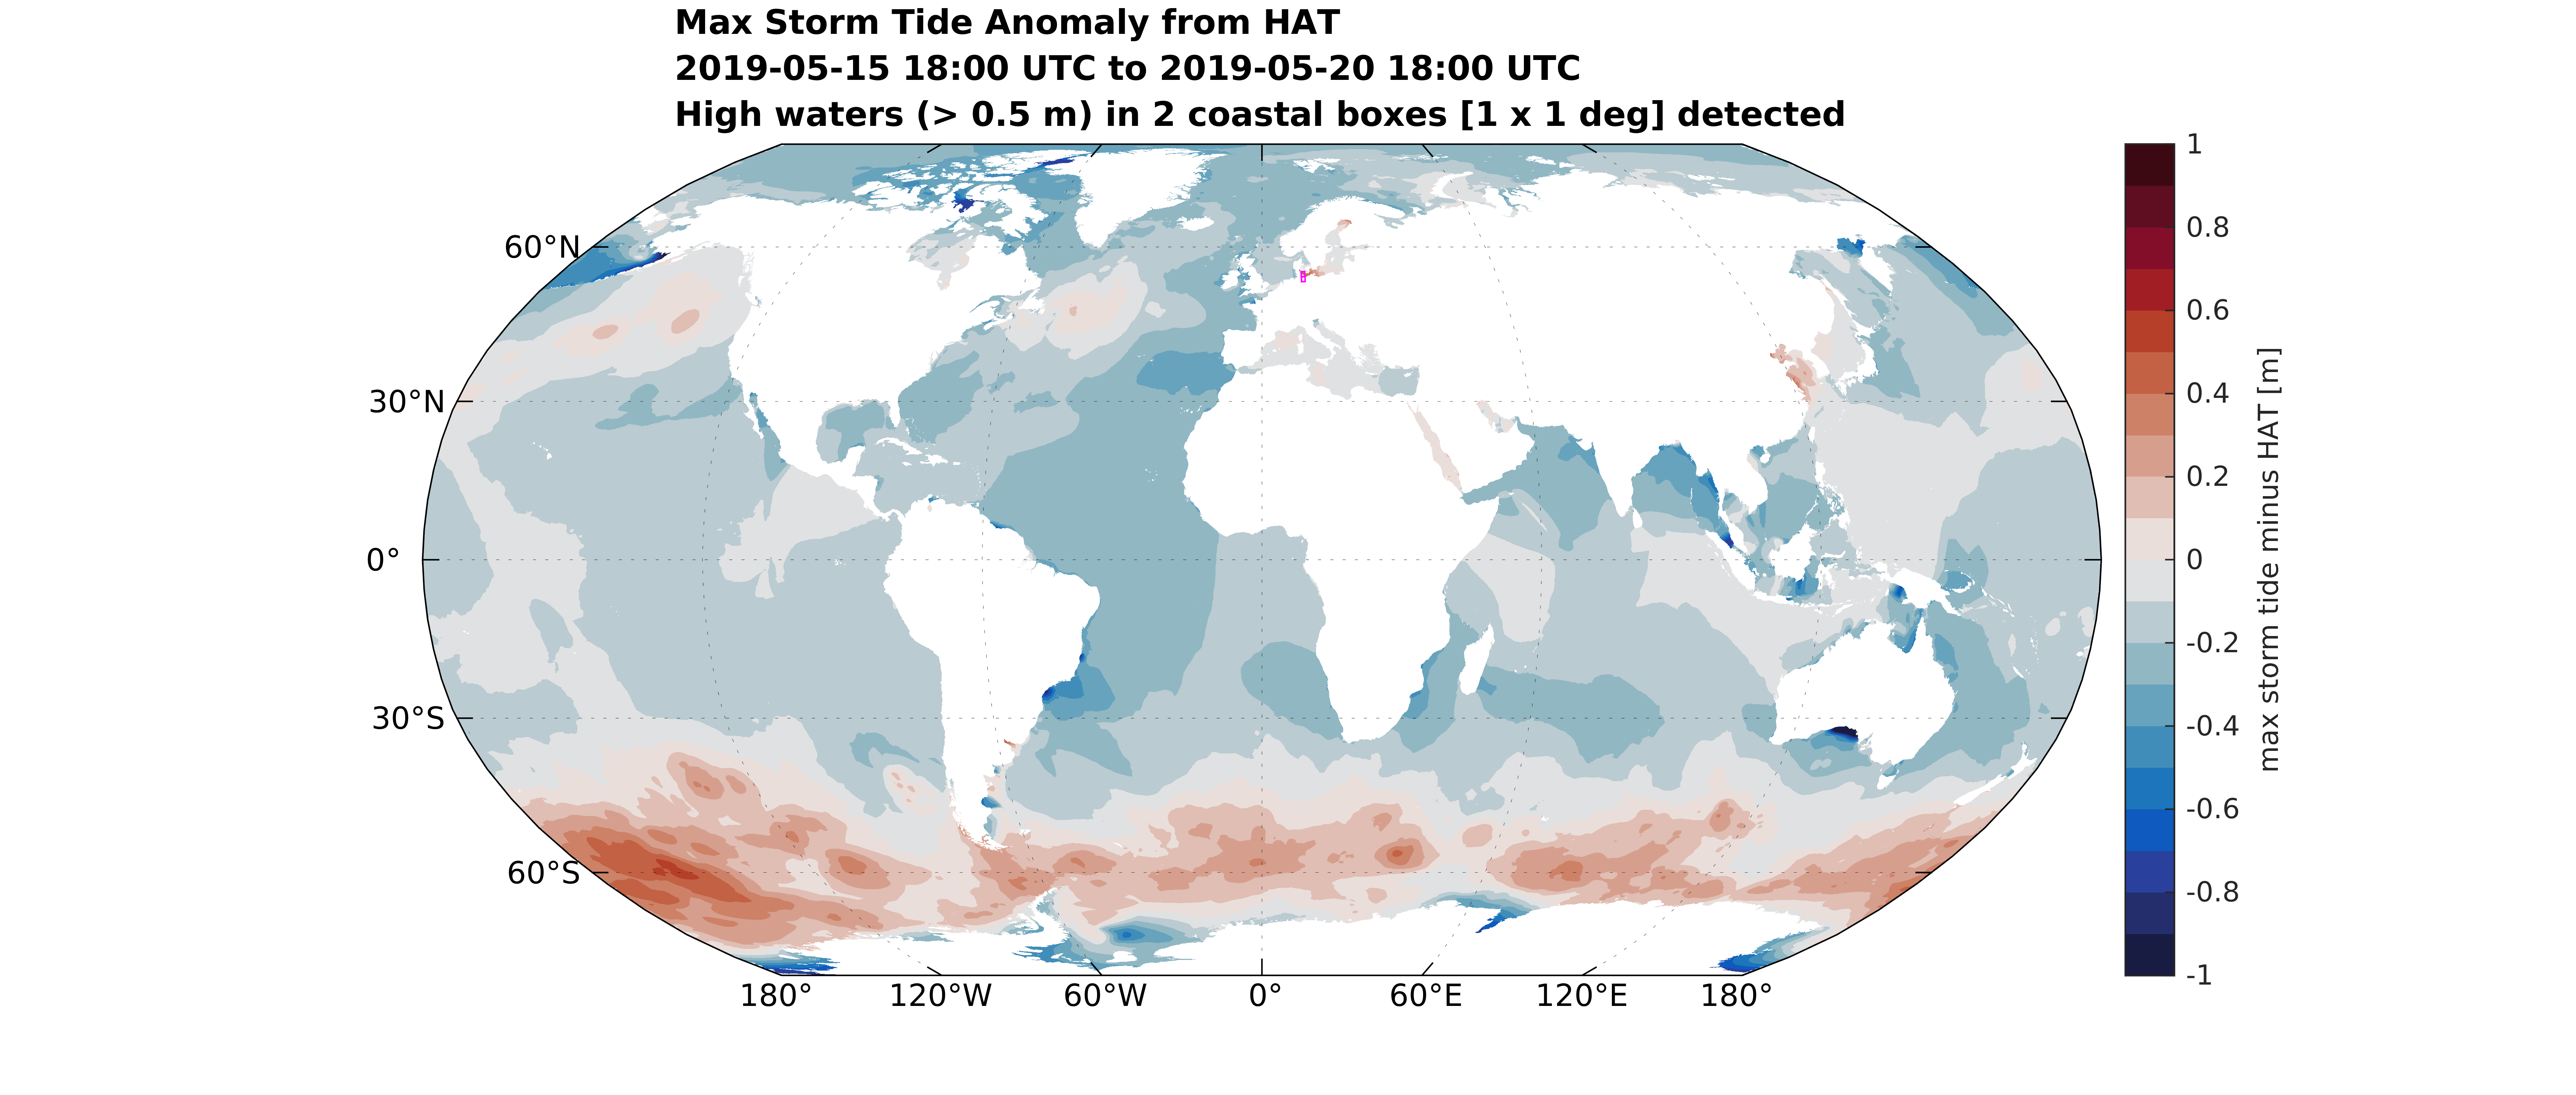 Max Storm Tide Anomaly from HAT
2019-05-15 18:00 UTC to 2019-05-20 18:00 UTC
High waters (> 0.5 m) in 2 coastal boxes [1 x 1 deg] detected
60°N
30°N
0°
30°S
60°S
180°
120°W
60°W
0°
60°E
120°E
180°
1
0.8
0.6
0.4
0.2
0
-0.2
-0.4
-0.6
-0.8
-1
max storm tide minus HAT [m]